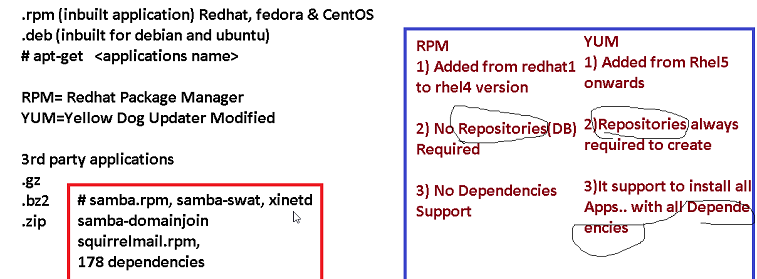 .rpm (inbuilt application) Redhat, fedora & CentOS
.deb (inbuilt for debian and ubuntu)
# apt-get <applications name>
RPM= Redhat Package Manager
YUM=Yellow Dog Updater Modified
3rd party applications
.gz
.bz2
.zip
# samba.rpm, samba-swat, xinetd
samba-domainjoin
squirrelmail.rpm,
178 dependencies
RPM
1) Added from redhat1
to rhel4 version
2) No Repositories(DB)
Required
3) No Dependencies
Support
YUM
1) Added from Rhel5
onwards
2)Repositories always
required to create
3)It support to install all
Apps.. with all Depende
encies